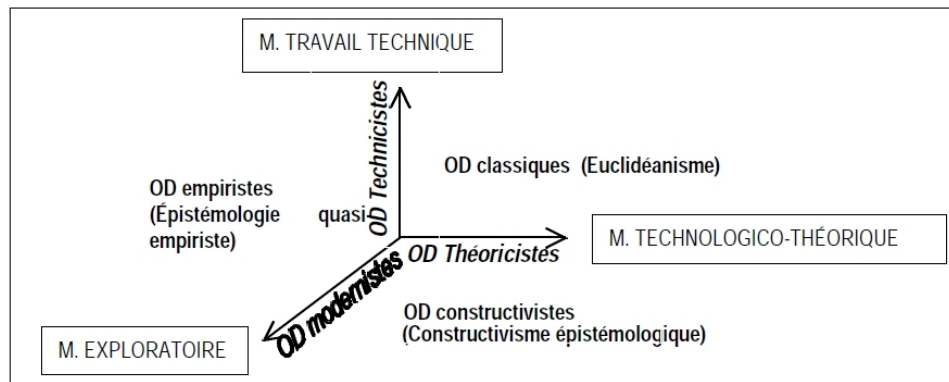 M. TRAVAIL TECHNIQUE
OD Technicistes
OD classiques (Euclidéanisme)
OD empiristes
(Épistémologie quasi-
empiriste)
M. TECHNOLOGICO-THÉORIQUE
OD Théoricistes
OD modernistes
OD constructivistes
(Constructivisme épistémologique)
M. EXPLORATOIRE